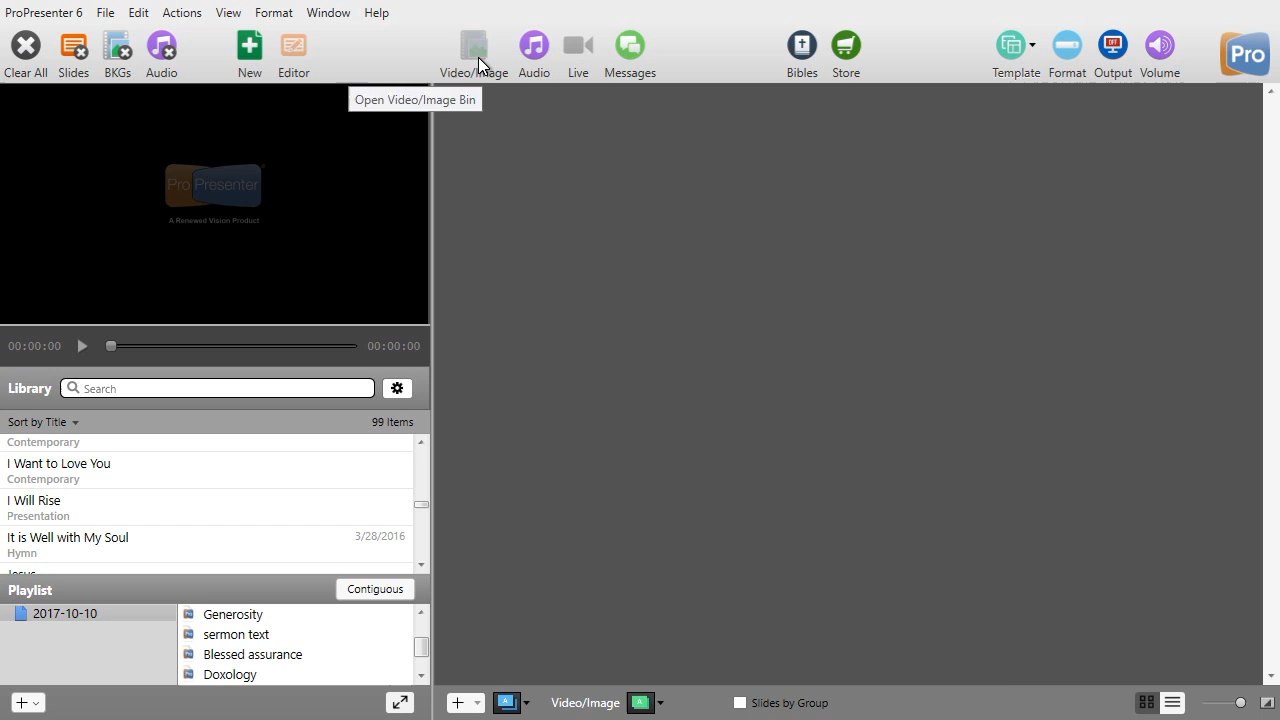 ProPresenter 6 File Edit Actions View Format Window Help
Clear All Slides BKGs Audio New Editor Video/Image Audio Live Messages Bibles Store Template Format OFF Output Volume Pro
Open Video/Image Bin
ProPresenter
A Renewed Vision Product
00:00:00 00:00:00
Library Search
Sort by Title 99 Items
Contemporary
I Want to Love You
Contemporary
I Will Rise
Presentation
It is Well with My Soul 3/28/2016
Hymn
Jesus
Playlist Contiguous
2017-10-10
Generosity
sermon text
Blessed assurance
Doxology
Video/Image Slides by Group